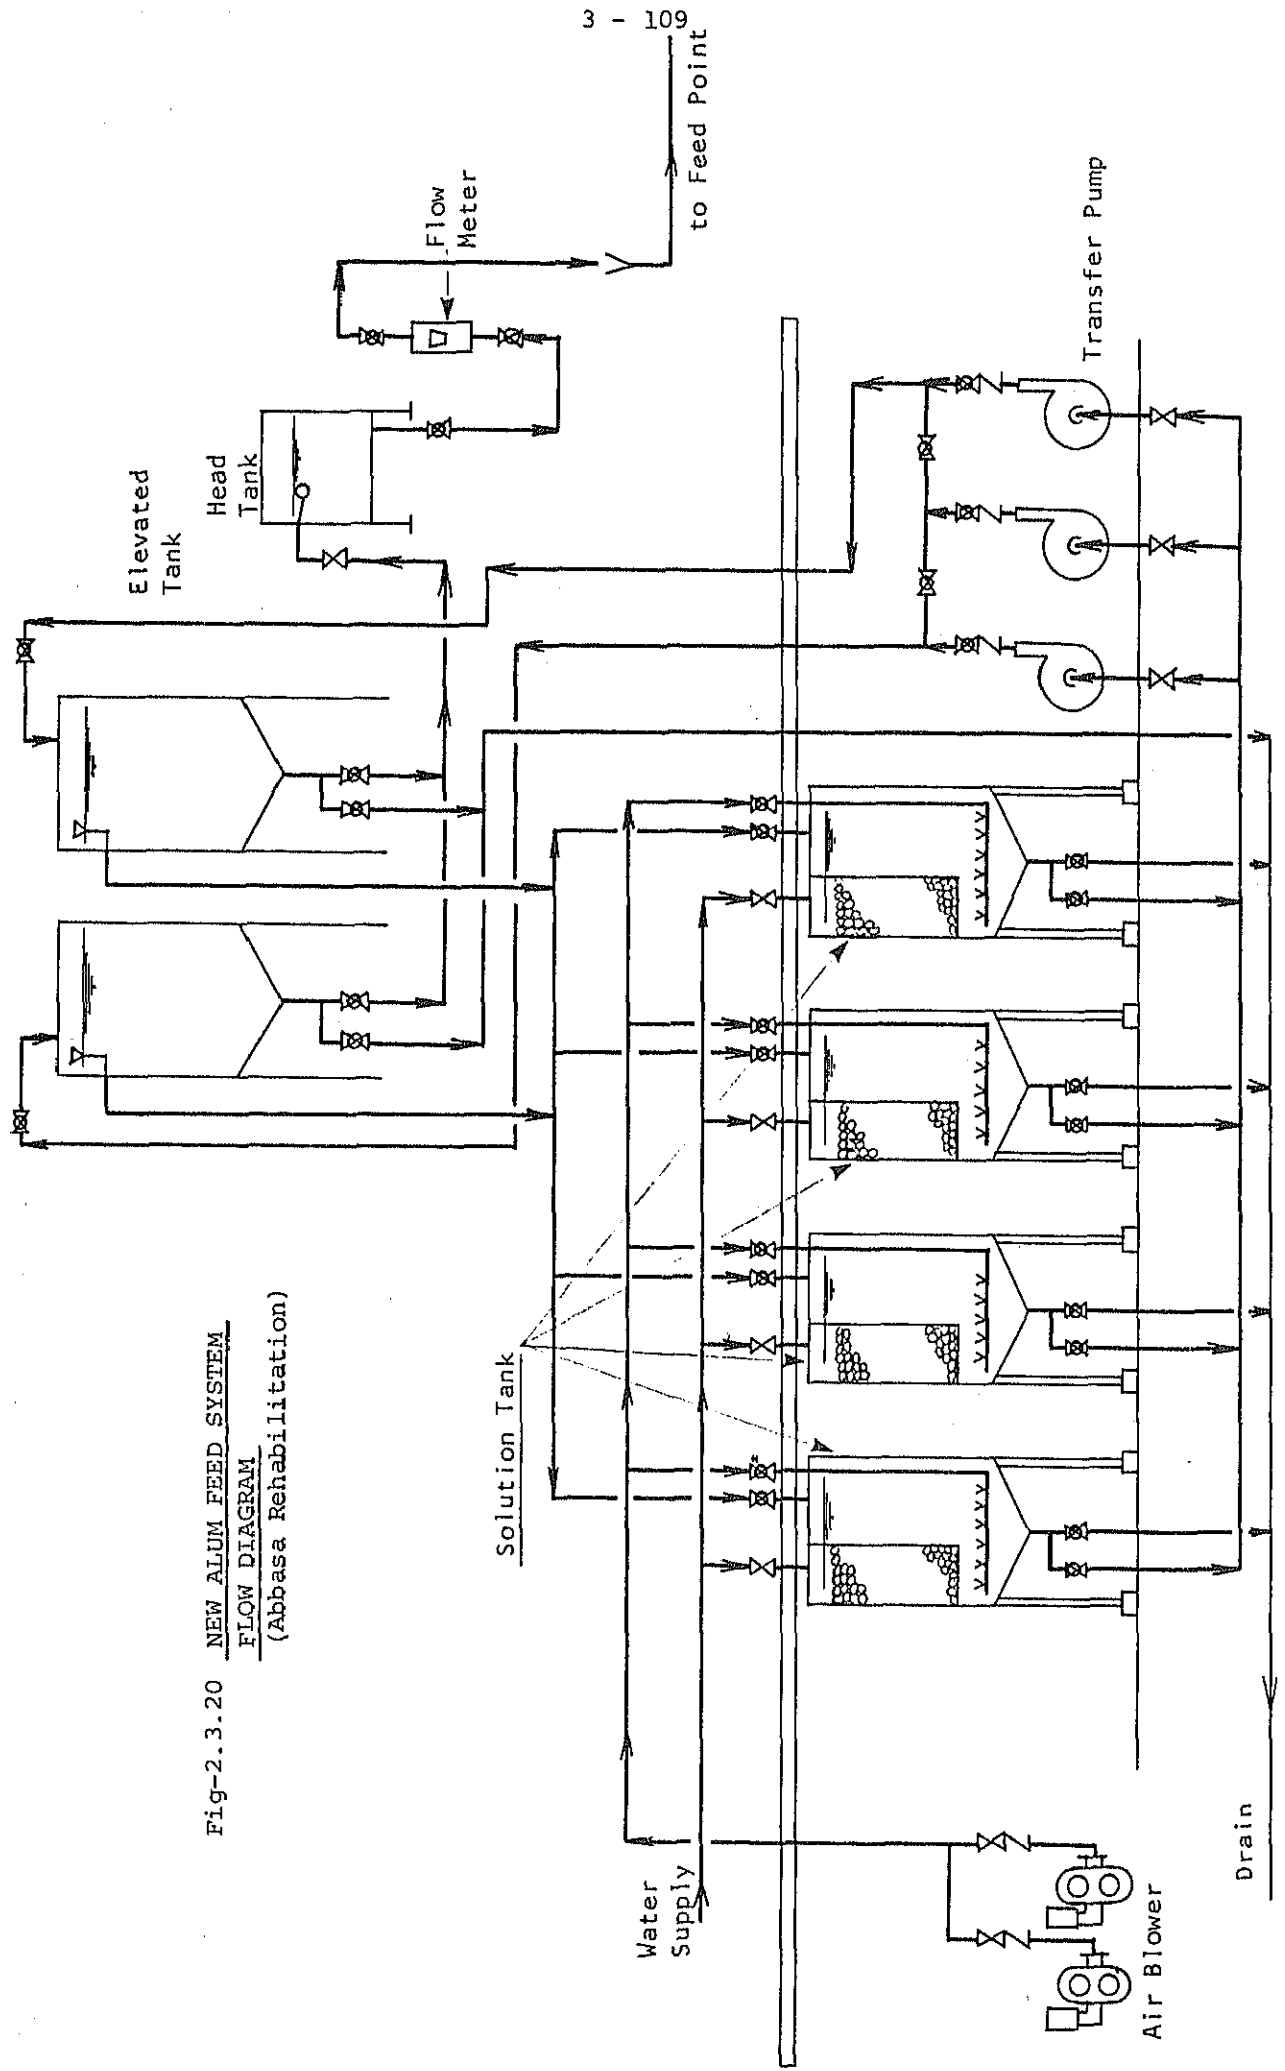 3 - 109
Fig-2.3.20 NEW ALUM FEED SYSTEM
FLOW DIAGRAM
(Abbasa Rehabilitation)
Elevated
Tank
Head
Tank
Flow
Meter
to Feed Point
Solution Tank
Water
Supply
Transfer Pump
Air Blower
Drain